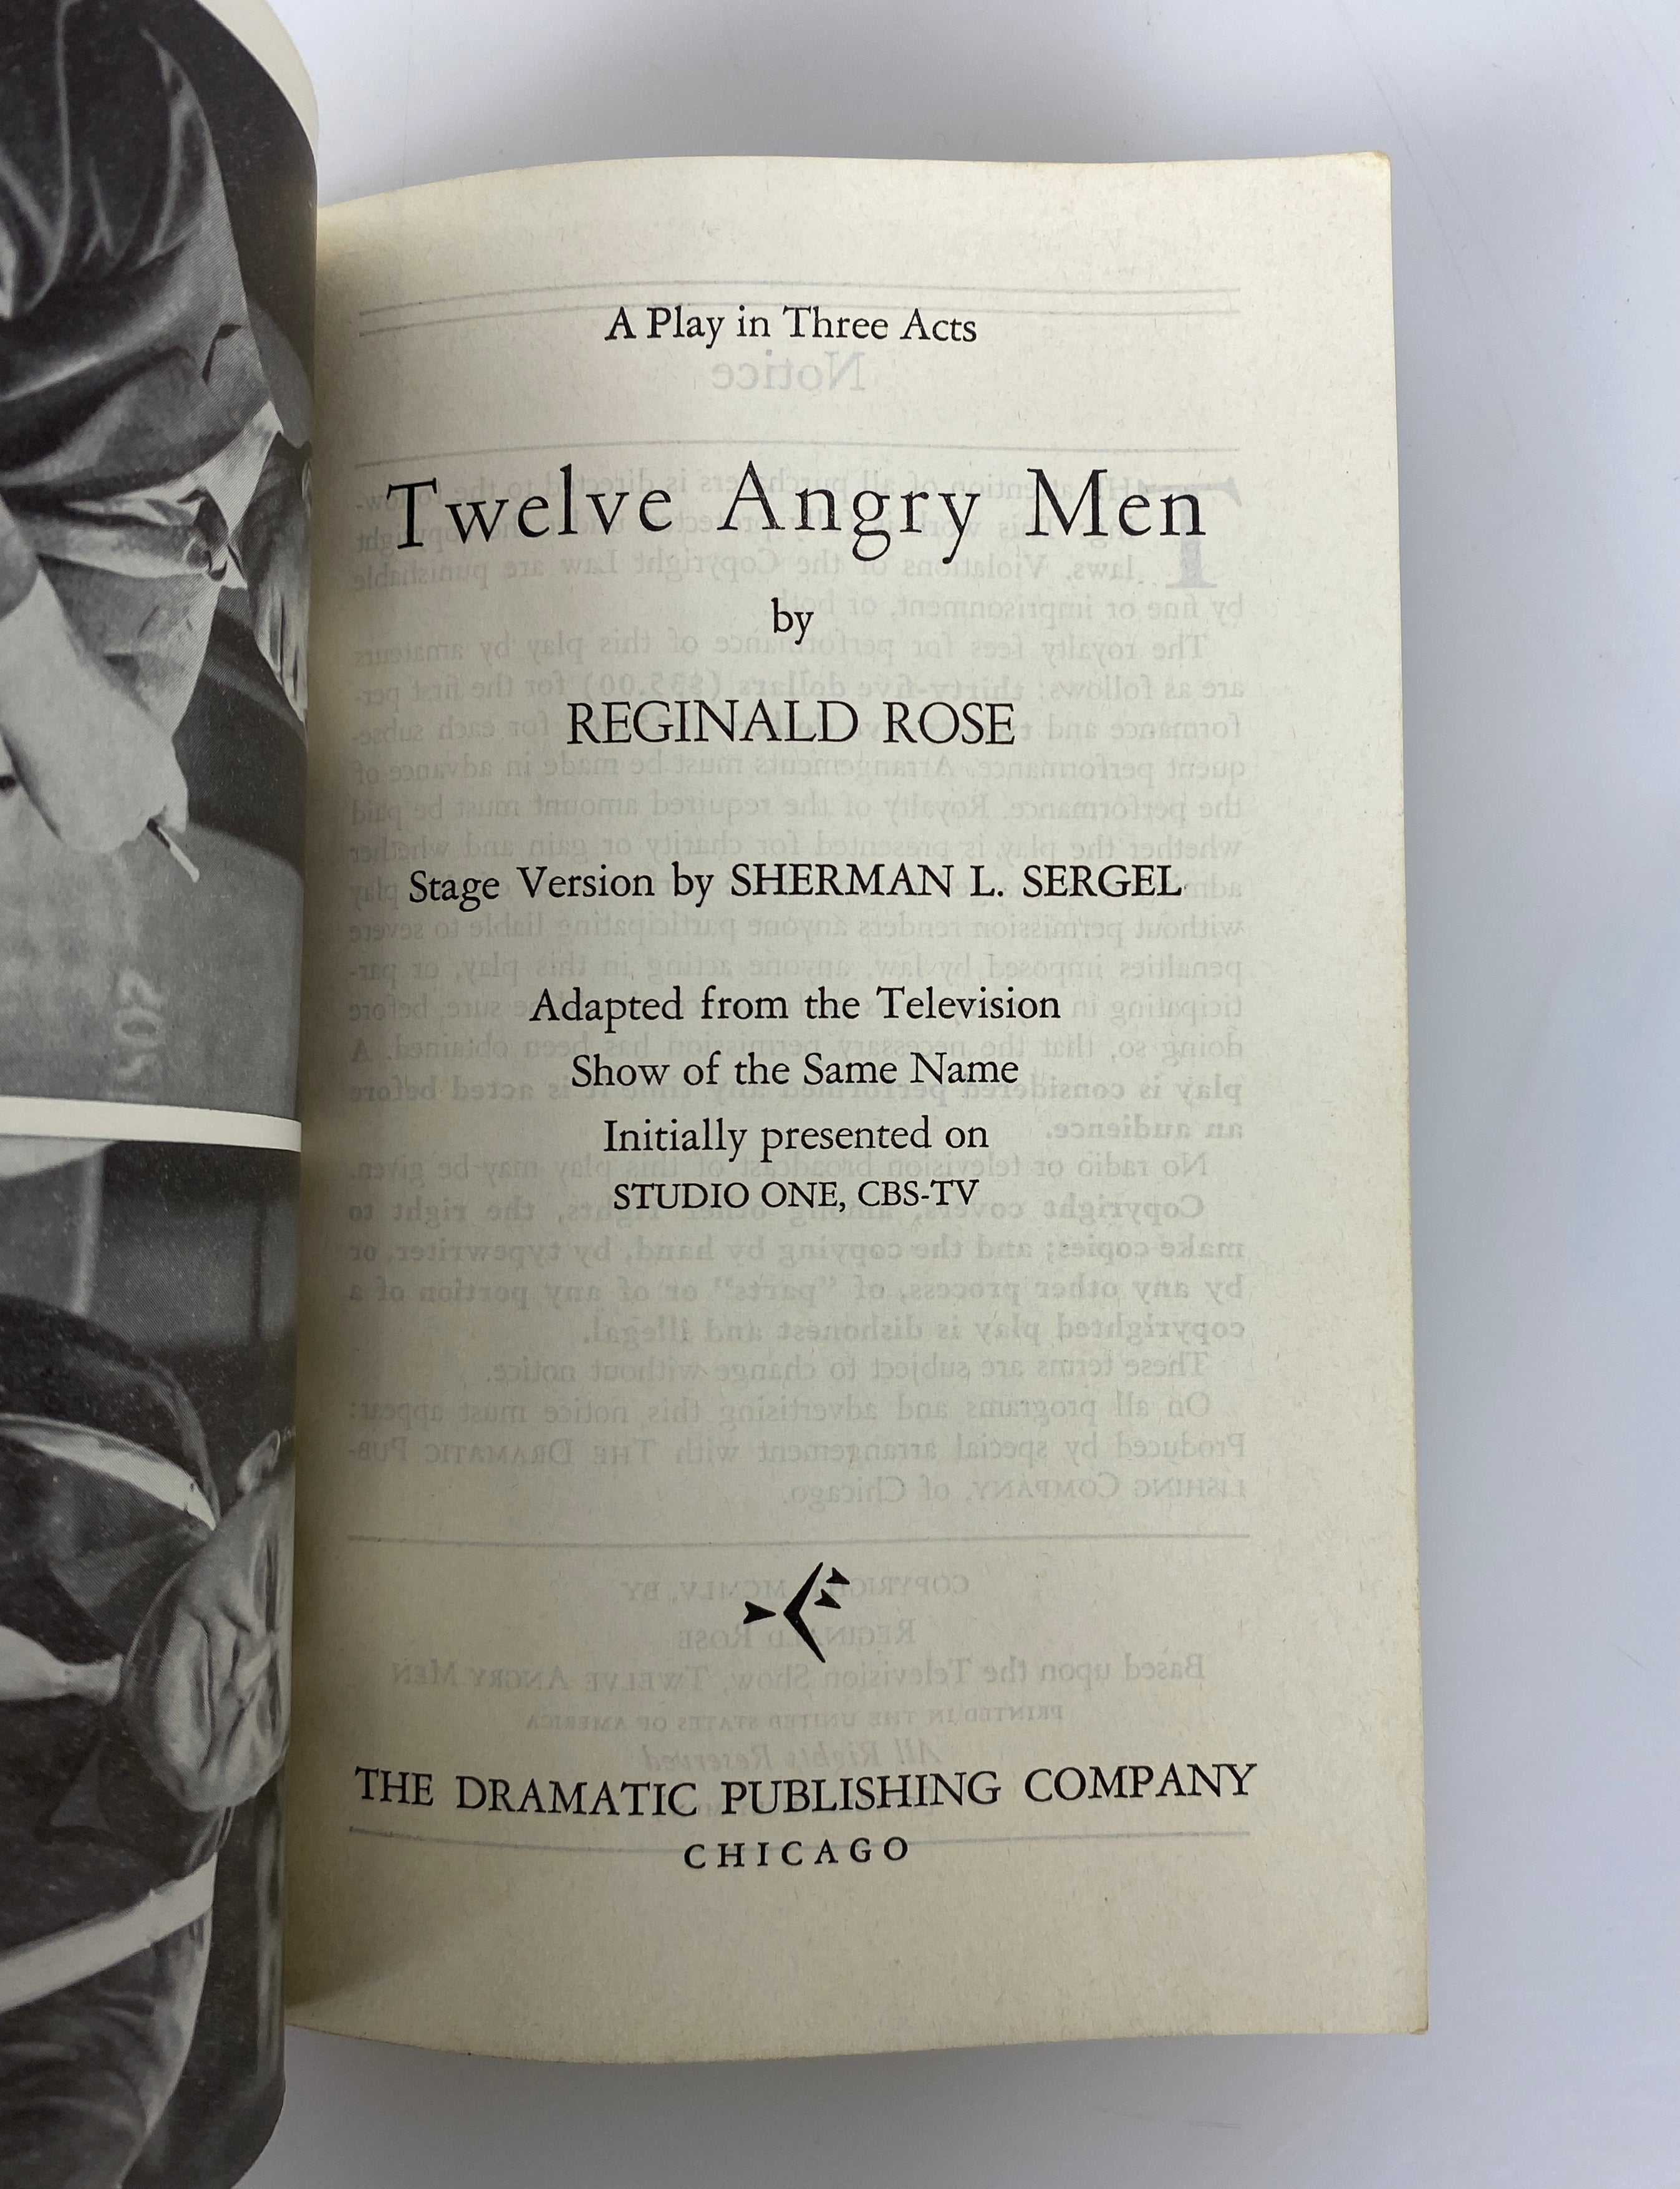 A Play in Three Acts
Twelve Angry Men
by
REGINALD ROSE
Stage Version by SHERMAN L. SERGEL
Adapted from the Television
Show of the Same Name
Initially presented on
STUDIO ONE, CBS-TV
THE DRAMATIC PUBLISHING COMPANY
CHICAGO